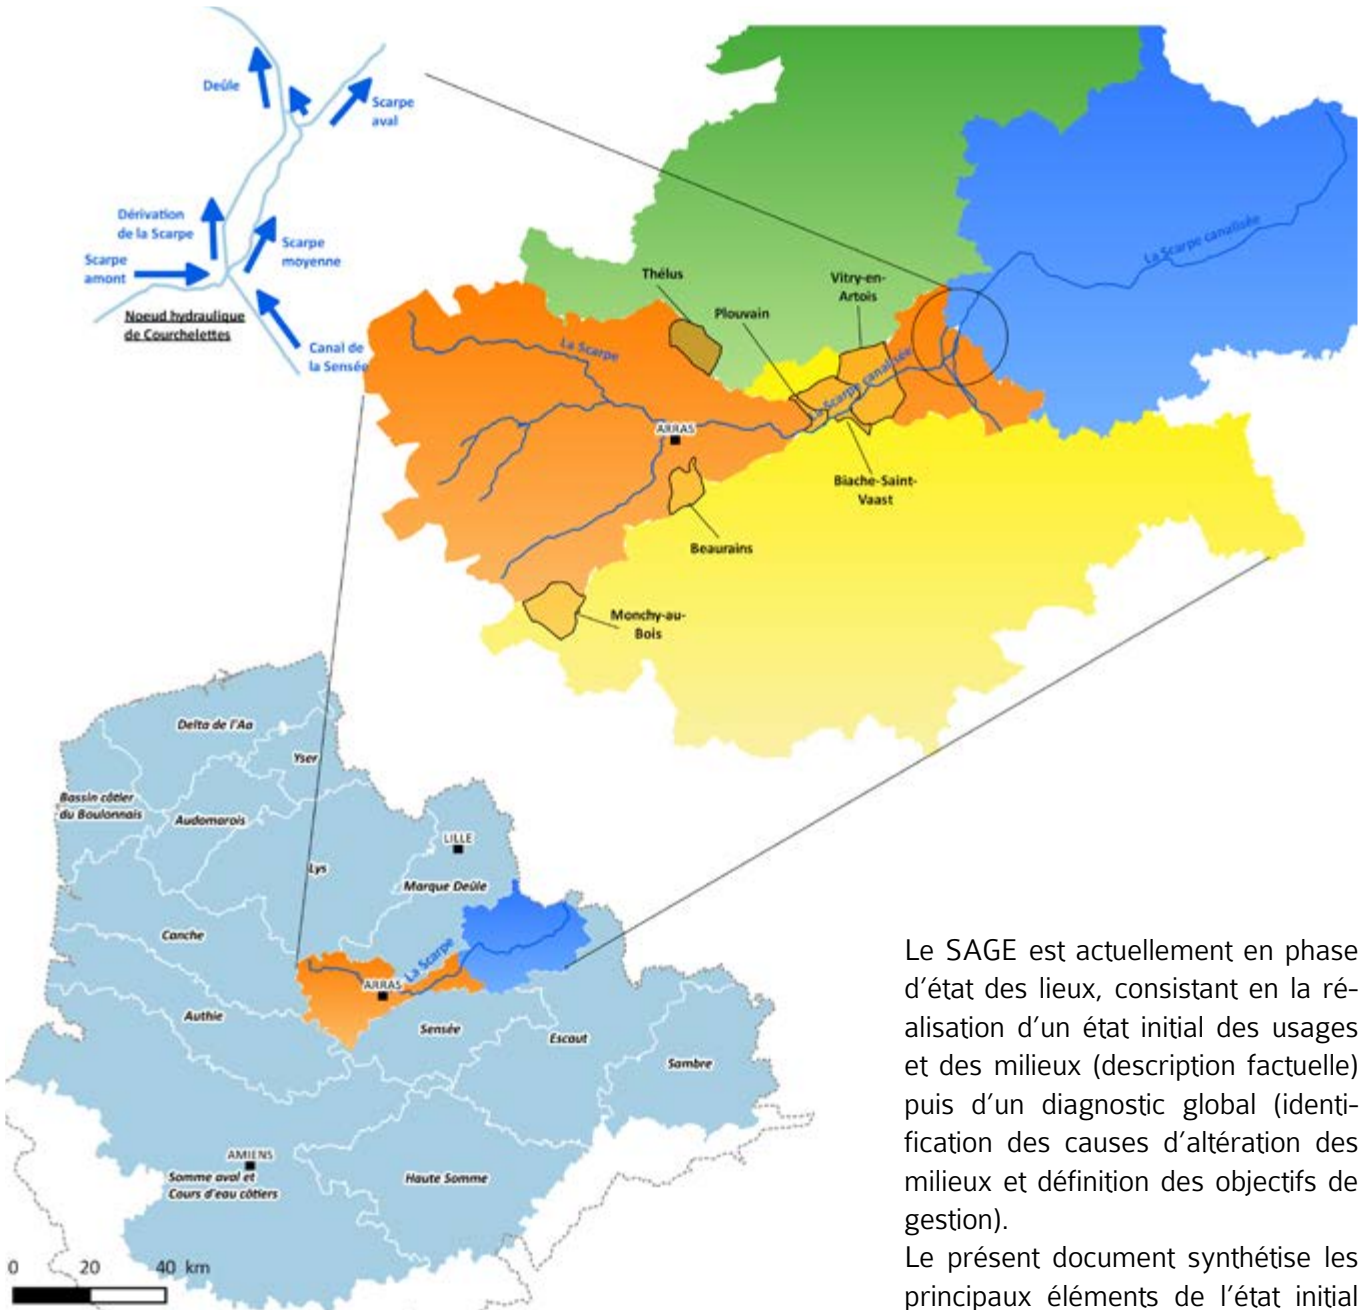 Deûle
Scarpe
aval
Dérivation
de la Scarpe
Scarpe
moyenne
Scarpe
amont
Noeud hydraulique
de Courchelettes
Canal de
la Sensée
La Scarpe canalisée
Thélus
Vitry-en-
Artois
Plouvain
La Scarpe
La Scarpe canalisée
ARRAS
Biache-Saint-
Vaast
Beaurains
Monchy-au-
Bois
Delta de l'Aa
Yser
Bassin côtier
du Boulonnais
Audomarois
LILLE
Lys
Marque Deûle
Canche
La Scarpe
ARRAS
Authie
Sensée
Escaut
Sambre
AMIENS
Somme aval et
Cours d'eau côtiers
Haute Somme
0 20 40 km
Le SAGE est actuellement en phase
d'état des lieux, consistant en la ré-
alisation d'un état initial des usages
et des milieux (description factuelle)
puis d'un diagnostic global (identi-
fication des causes d'altération des
milieux et définition des objectifs de
gestion).
Le présent document synthétise les
principaux éléments de l'état initial